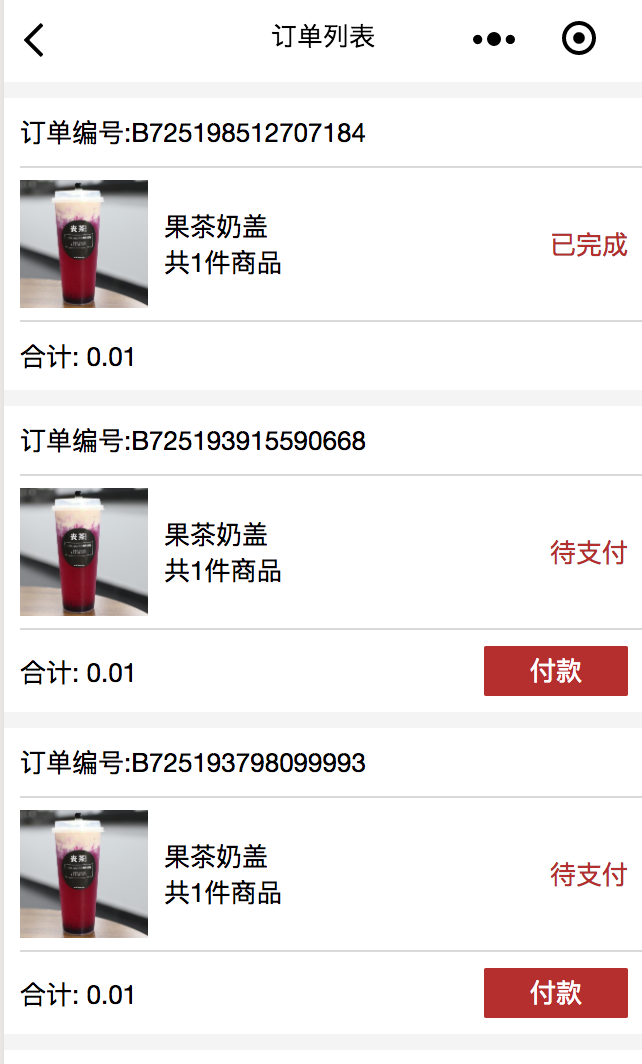 订单列表
订单编号:B725198512707184
果茶奶盖
共1件商品
已完成
合计: 0.01
订单编号:B725193915590668
果茶奶盖
共1件商品
待支付
合计: 0.01
付款
订单编号:B725193798099993
果茶奶盖
共1件商品
待支付
合计: 0.01
付款